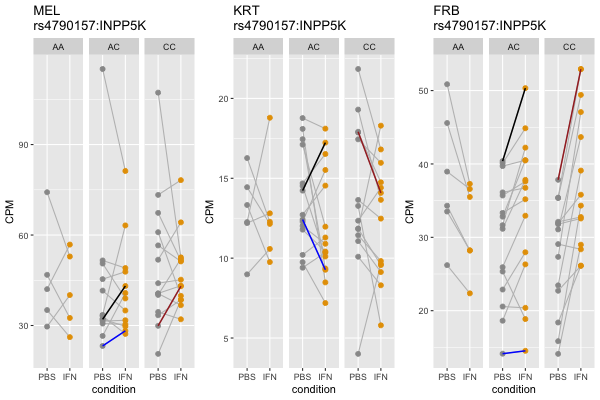 MEL
rs4790157:INPP5K
AA
AC
CC
CPM
90
60
30
PBS
IFN
PBS
IFN
PBS
IFN
condition
KRT
rs4790157:INPP5K
AA
AC
CC
CPM
20
15
10
5
PBS
IFN
PBS
IFN
PBS
IFN
condition
FRB
rs4790157:INPP5K
AA
AC
CC
CPM
50
40
30
20
PBS
IFN
PBS
IFN
PBS
IFN
condition